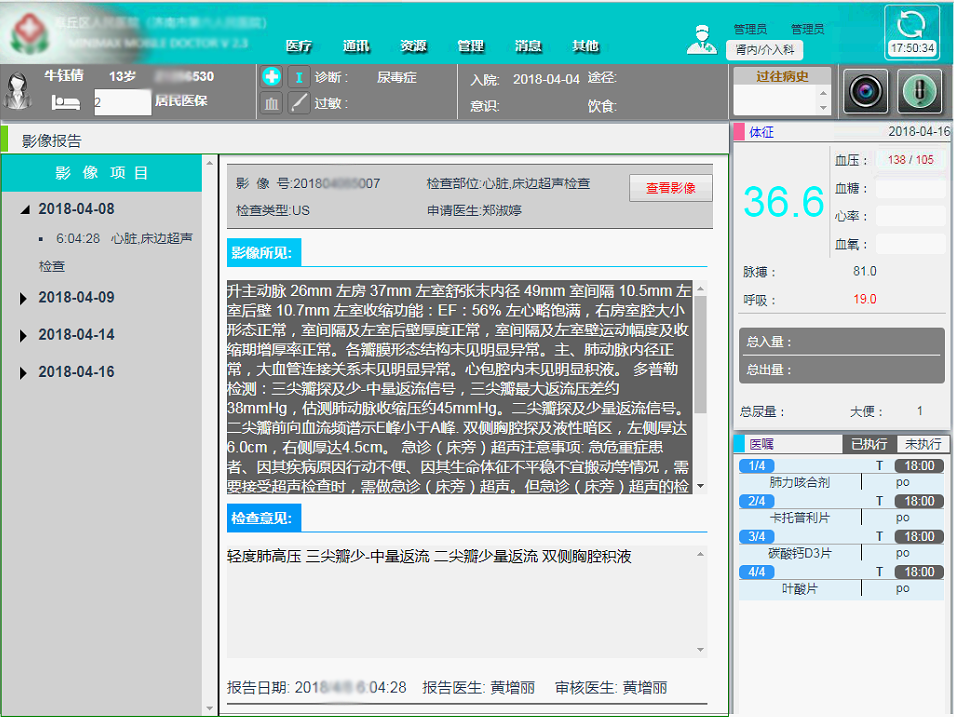 MINIMAX MOBILE DOCTOR V 2.3
医疗 通讯 资源 管理 消息 其他
管理员 管理员
肾内/介入科
17:50:34
牛钰倩 13岁 6530
2 居民医保
诊断: 尿毒症
过敏:
入院: 2018-04-04 途径:
意识: 饮食:
过往病史
影像报告
影 像 项 目
2018-04-08
6:04:28 心脏,床边超声
检查
2018-04-09
2018-04-14
2018-04-16
影 像 号:201 007 检查部位:心脏,床边超声检查
查看影像
检查类型:US 申请医生:郑淑婷
影像所见:
升主动脉 26mm 左房 37mm 左室舒张末内径 49mm 室间隔 10.5mm 左
室后壁 10.7mm 左室收缩功能：EF：56% 左心略饱满，右房室腔大小
形态正常，室间隔及左室后壁厚度正常，室间隔及左室壁运动幅度及收
缩期增厚率正常。各瓣膜形态结构未见明显异常。主、肺动脉内径正
常，大血管连接关系未见明显异常。心包腔内未见明显积液。 多普勒
检测：三尖瓣探及少-中量返流信号，三尖瓣最大返流压差约
38mmHg，估测肺动脉收缩压约45mmHg。二尖瓣探及少量返流信号。
二尖瓣前向血流频谱示E峰小于A峰. 双侧胸腔探及液性暗区，左侧厚达
6.0cm，右侧厚达4.5cm。 急诊（床旁）超声注意事项: 急危重症患
者、因其疾病原因行动不便、因其生命体征不平稳不宜搬动等情况，需
要接受超声检查时，需做急诊（床旁）超声。但急诊（床旁）超声的检
检查意见:
轻度肺高压 三尖瓣少-中量返流 二尖瓣少量返流 双侧胸腔积液
报告日期: 201 :04:28 报告医生: 黄增丽 审核医生: 黄增丽
体征 2018-04-16
36.6
血压： 138 / 105
血糖：
心率：
血氧：
脉搏： 81.0
呼吸： 19.0
总入量：
总出量：
总尿量： 大便： 1
医嘱 已执行 未执行
1/4 T 18:00
肺力咳合剂 po
2/4 T 18:00
卡托普利片 po
3/4 T 18:00
碳酸钙D3片 po
4/4 T 18:00
叶酸片 po